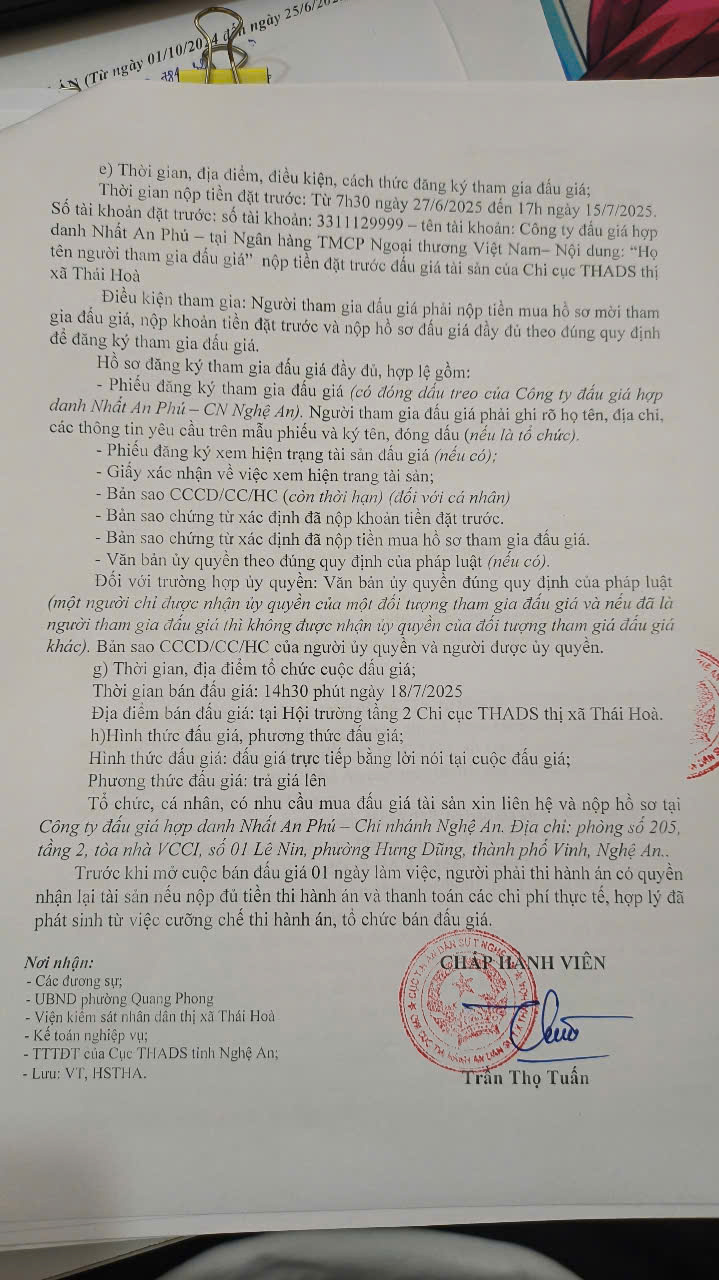 ÁN (Từ ngày 01/10/2024 đến ngày 25/6/202
784
e) Thời gian, địa điểm, điều kiện, cách thức đăng ký tham gia đấu giá;
Thời gian nộp tiền đặt trước: Từ 7h30 ngày 27/6/2025 đến 17h ngày 15/7/2025.
Số tài khoản đặt trước: số tài khoản: 3311129999 – tên tài khoản: Công ty đấu giá hợp
danh Nhất An Phú – tại Ngân hàng TMCP Ngoại thương Việt Nam– Nội dung: “Họ
tên người tham gia đấu giá” nộp tiền đặt trước đấu giá tài sản của Chi cục THADS thị
xã Thái Hoà
Điều kiện tham gia: Người tham gia đấu giá phải nộp tiền mua hồ sơ mời tham
gia đấu giá, nộp khoản tiền đặt trước và nộp hồ sơ đấu giá đầy đủ theo đúng quy định
để đăng ký tham gia đấu giá.
Hồ sơ đăng ký tham gia đấu giá đầy đủ, hợp lệ gồm:
- Phiếu đăng ký tham gia đấu giá (có đóng dấu treo của Công ty đấu giá hợp
danh Nhất An Phú – CN Nghệ An). Người tham gia đấu giá phải ghi rõ họ tên, địa chỉ,
các thông tin yêu cầu trên mẫu phiếu và ký tên, đóng dấu (nếu là tổ chức).
- Phiếu đăng ký xem hiện trạng tài sản đấu giá (nếu có);
- Giấy xác nhận về việc xem hiện trang tài sản;
- Bản sao CCCD/CC/HC (còn thời hạn) (đối với cá nhân)
- Bản sao chứng từ xác định đã nộp khoản tiền đặt trước.
- Bản sao chứng từ xác định đã nộp tiền mua hồ sơ tham gia đấu giá.
- Văn bản ủy quyền theo đúng quy định của pháp luật (nếu có).
Đối với trường hợp ủy quyền: Văn bản ủy quyền đúng quy định của pháp luật
(một người chỉ được nhận ủy quyền của một đối tượng tham gia đấu giá và nếu đã là
người tham gia đấu giá thì không được nhận ủy quyền của đối tượng tham giá đấu giá
khác). Bản sao CCCD/CC/HC của người ủy quyền và người được ủy quyền.
g) Thời gian, địa điểm tổ chức cuộc đấu giá;
Thời gian bán đấu giá: 14h30 phút ngày 18/7/2025
Địa điểm bán đấu giá: tại Hội trường tầng 2 Chi cục THADS thị xã Thái Hoà.
h)Hình thức đấu giá, phương thức đấu giá;
Hình thức đấu giá: đấu giá trực tiếp bằng lời nói tại cuộc đấu giá;
Phương thức đấu giá: trả giá lên
Tổ chức, cá nhân, có nhu cầu mua đấu giá tài sản xin liên hệ và nộp hồ sơ tại
Công ty đấu giá hợp danh Nhất An Phú – Chi nhánh Nghệ An. Địa chỉ: phòng số 205,
tầng 2, tòa nhà VCCI, số 01 Lê Nin, phường Hưng Dũng, thành phố Vinh, Nghệ An..
Trước khi mở cuộc bán đấu giá 01 ngày làm việc, người phải thi hành án có quyền
nhận lại tài sản nếu nộp đủ tiền thi hành án và thanh toán các chi phí thực tế, hợp lý đã
phát sinh từ việc cưỡng chế thi hành án, tổ chức bán đấu giá.
Nơi nhận:
- Các đương sự;
- UBND phường Quang Phong
- Viện kiểm sát nhân dân thị xã Thái Hoà
- Kế toán nghiệp vụ;
- TTTĐT của Cục THADS tỉnh Nghệ An;
- Lưu: VT, HSTHA.
CHẤP HÀNH VIÊN
Trần Thọ Tuấn